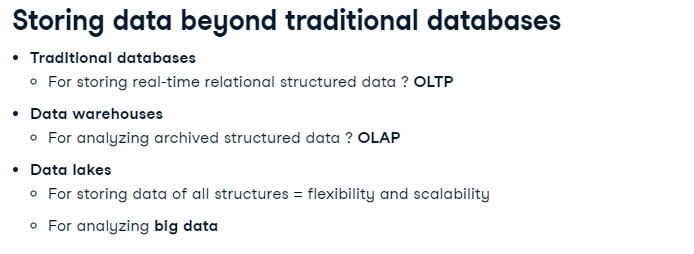 Storing data beyond traditional databases
• Traditional databases
◦ For storing real-time relational structured data ? OLTP
• Data warehouses
◦ For analyzing archived structured data ? OLAP
• Data lakes
◦ For storing data of all structures = flexibility and scalability
◦ For analyzing big data